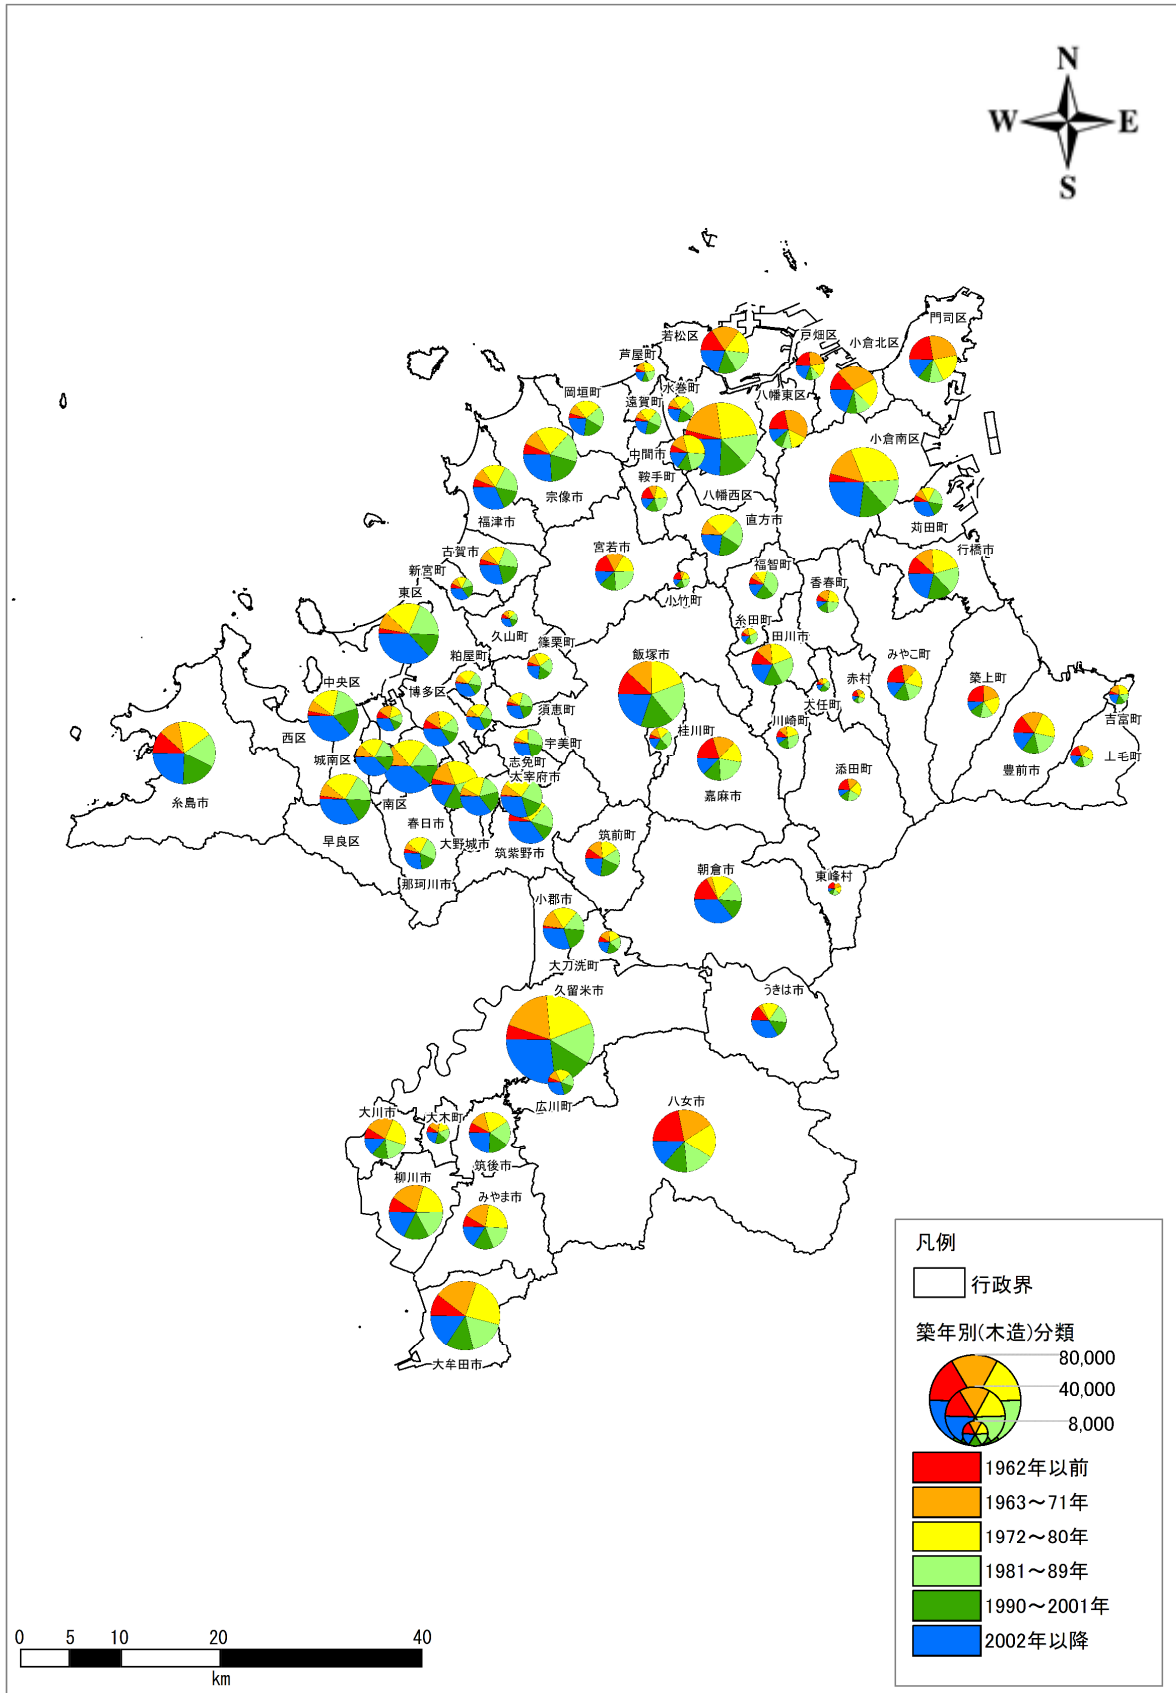 N
W E
S
門司区
若松区
戸畑区
小倉北区
芦屋町
水巻町
岡垣町
遠賀町
八幡東区
小倉南区
中間市
鞍手町
宗像市
八幡西区
福津市
苅田町
直方市
古賀市
宮若市
行橋市
新宮町
福智町
香春町
東区
小竹町
久山町
糸田町
篠栗町
田川市
粕屋町
飯塚市
みやこ町
中央区
博多区
赤村
築上町
大任町
須恵町
吉富町
西区
川崎町
桂川町
宇美町
城南区
志免町
上毛町
太宰府市
添田町
豊前市
糸島市
嘉麻市
南区
春日市
早良区
大野城市
筑紫野市
筑前町
朝倉市
東峰村
那珂川市
小郡市
大刀洗町
久留米市
うきは市
広川町
八女市
大川市
大木町
筑後市
柳川市
みやま市
大牟田市
凡例
行政界
築年別(木造)分類
80,000
40,000
8,000
1962年以前
1963～71年
1972～80年
1981～89年
1990～2001年
2002年以降
0 5 10 20 40
km